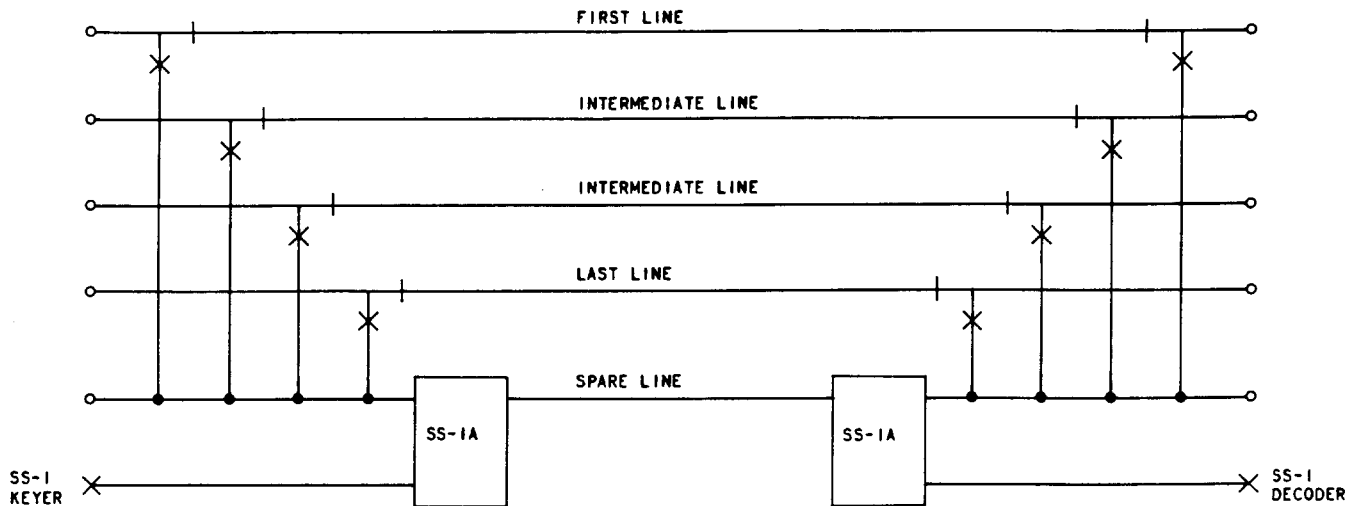 FIRST LINE
INTERMEDIATE LINE
INTERMEDIATE LINE
LAST LINE
SPARE LINE
SS-1A
SS-1A
SS-1
KEYER
SS-1
DECODER